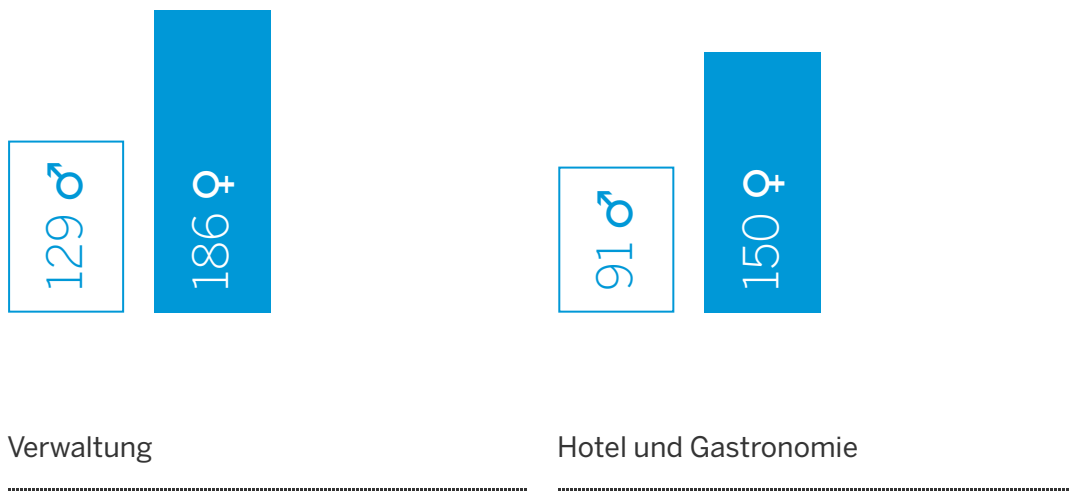 129 ♂
186 ♀
91 ♂
150 ♀
Verwaltung
Hotel und Gastronomie